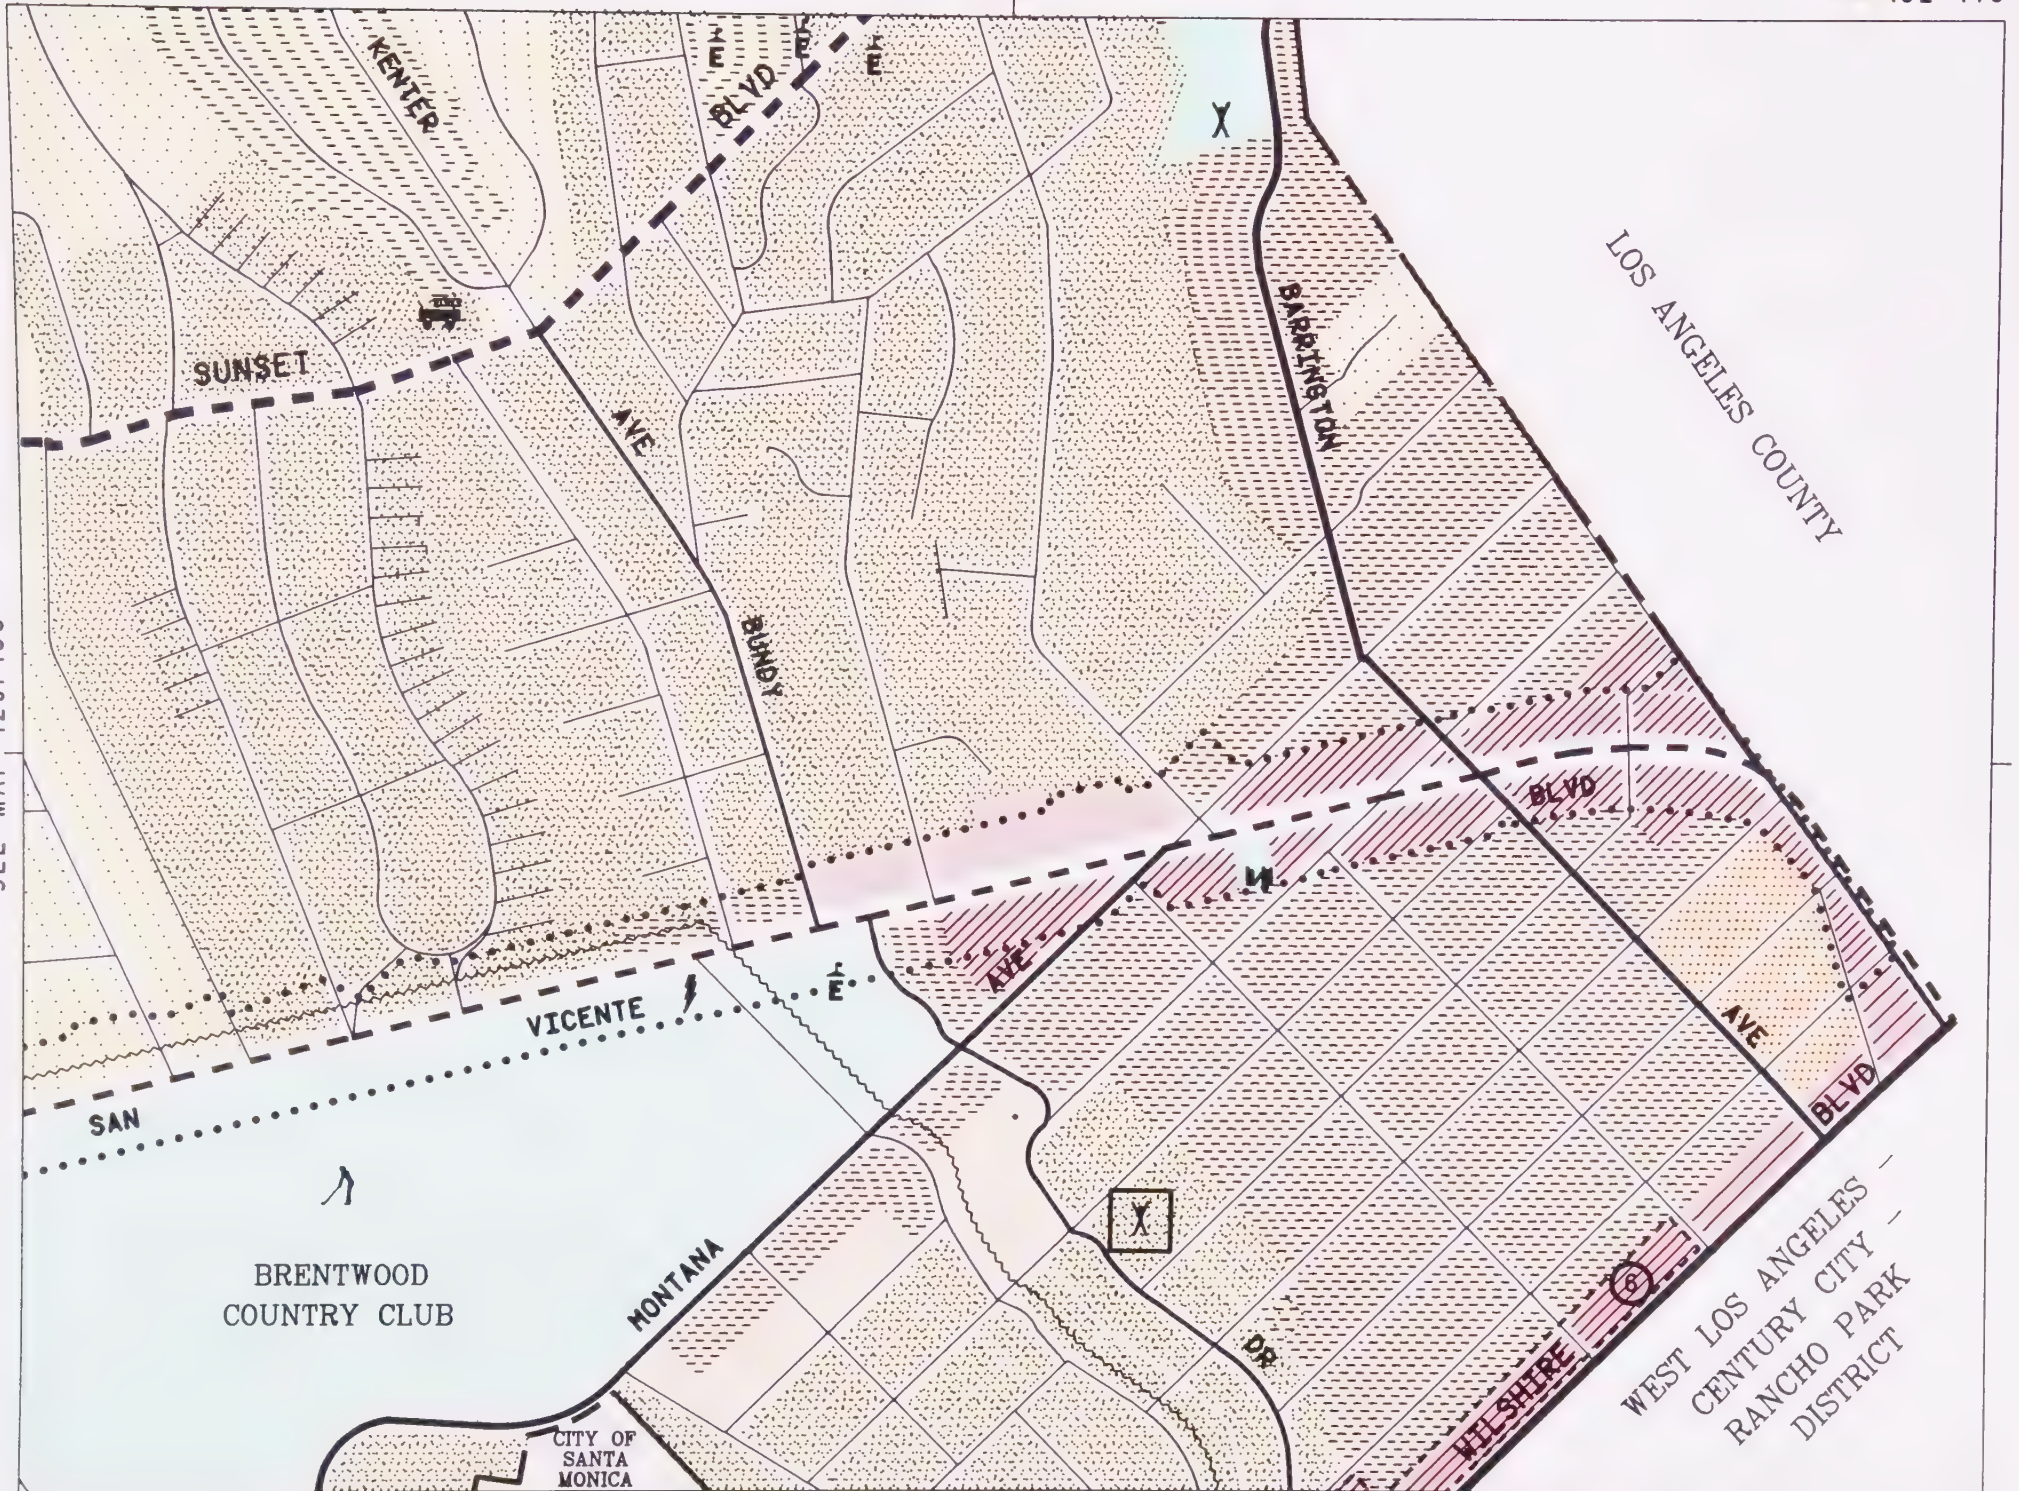 KENTER
BLVD
E
E
E
LOS ANGELES COUNTY
SUNSET
AVE
BARRINGTON
BUNDY
BLVD
AVE
E
VICENTE
SAN
AVE
BLVD
BRENTWOOD
COUNTRY CLUB
MONTANA
DR
6
WILSHIRE
WEST LOS ANGELES –
CENTURY CITY –
RANCHO PARK
DISTRICT
CITY OF
SANTA
MONICA